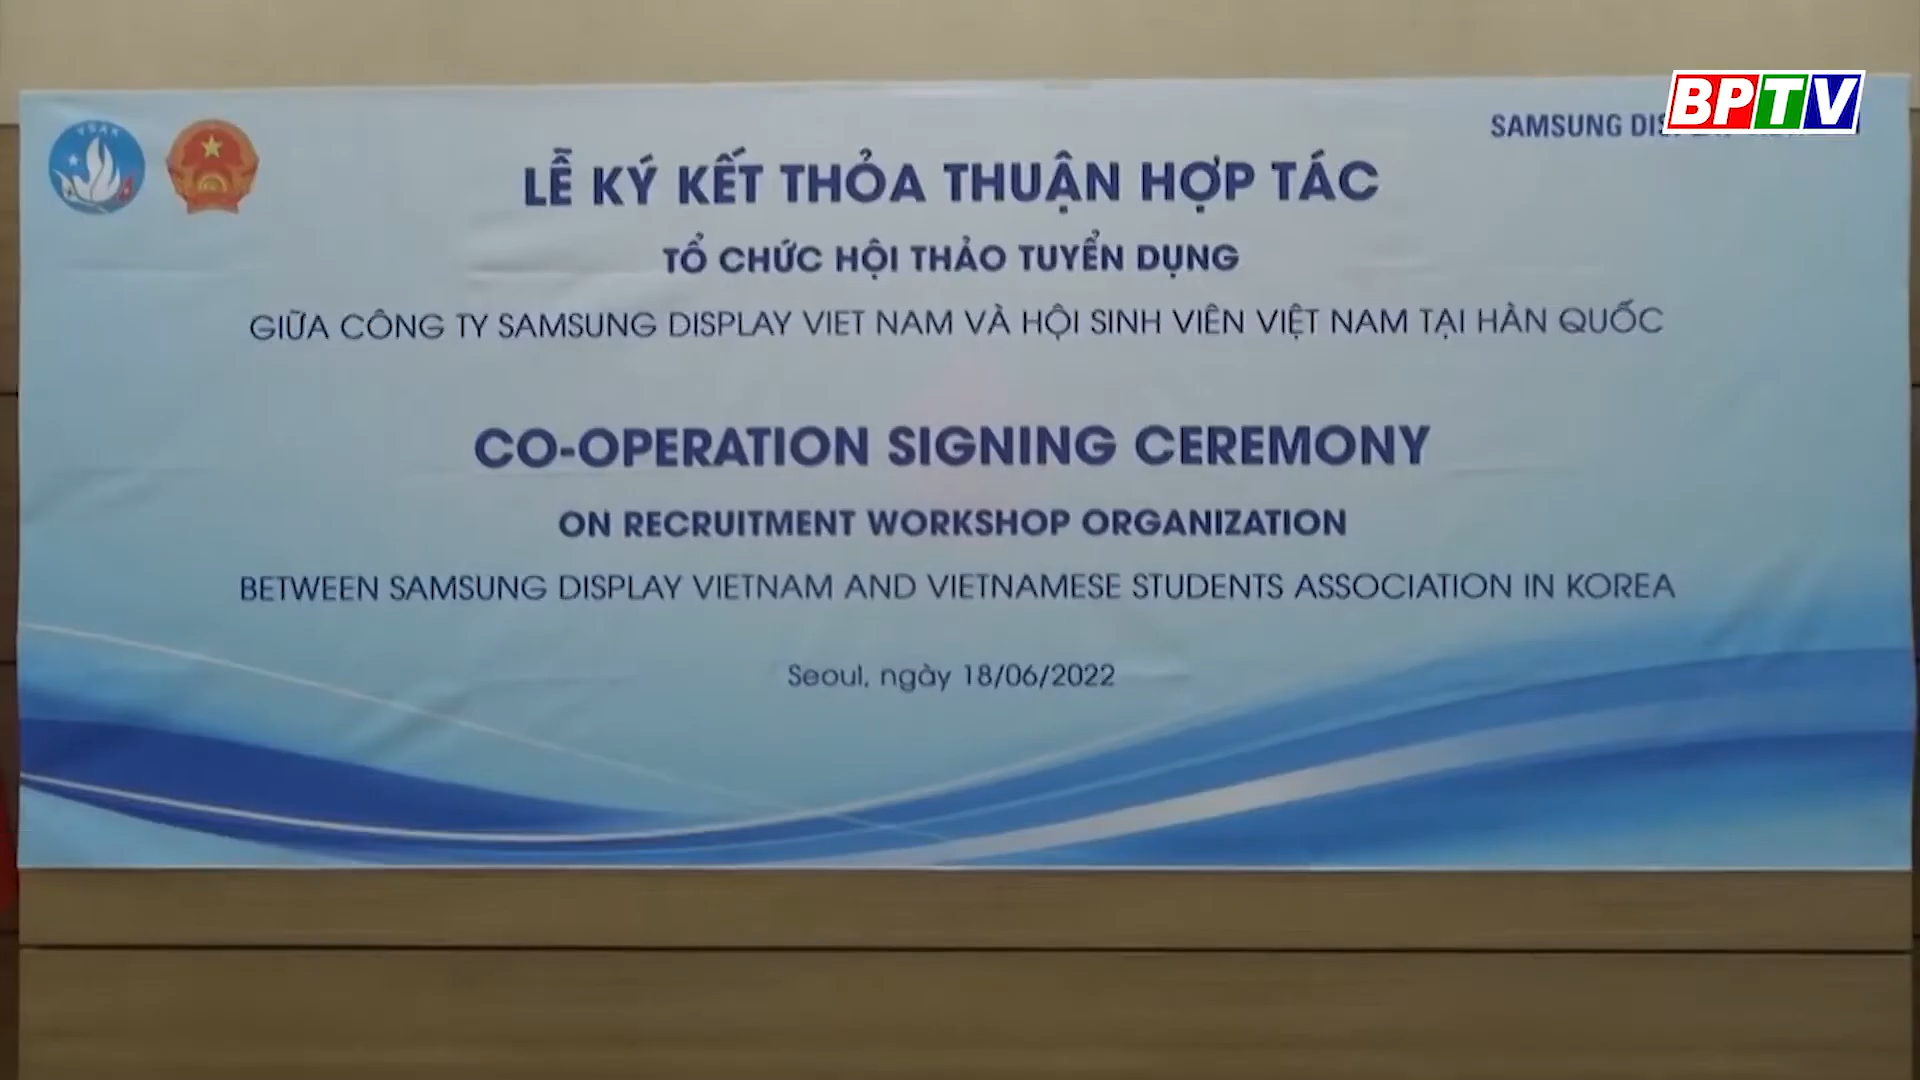 BPTV
VSAK
SAMSUNG
LỄ KÝ KẾT THỎA THUẬN HỢP TÁC
TỔ CHỨC HỘI THẢO TUYỂN DỤNG
GIỮA CÔNG TY SAMSUNG DISPLAY VIET NAM VÀ HỘI SINH VIÊN VIỆT NAM TẠI HÀN QUỐC
CO-OPERATION SIGNING CEREMONY
ON RECRUITMENT WORKSHOP ORGANIZATION
BETWEEN SAMSUNG DISPLAY VIETNAM AND VIETNAMESE STUDENTS ASSOCIATION IN KOREA
Seoul, ngày 18/06/2022